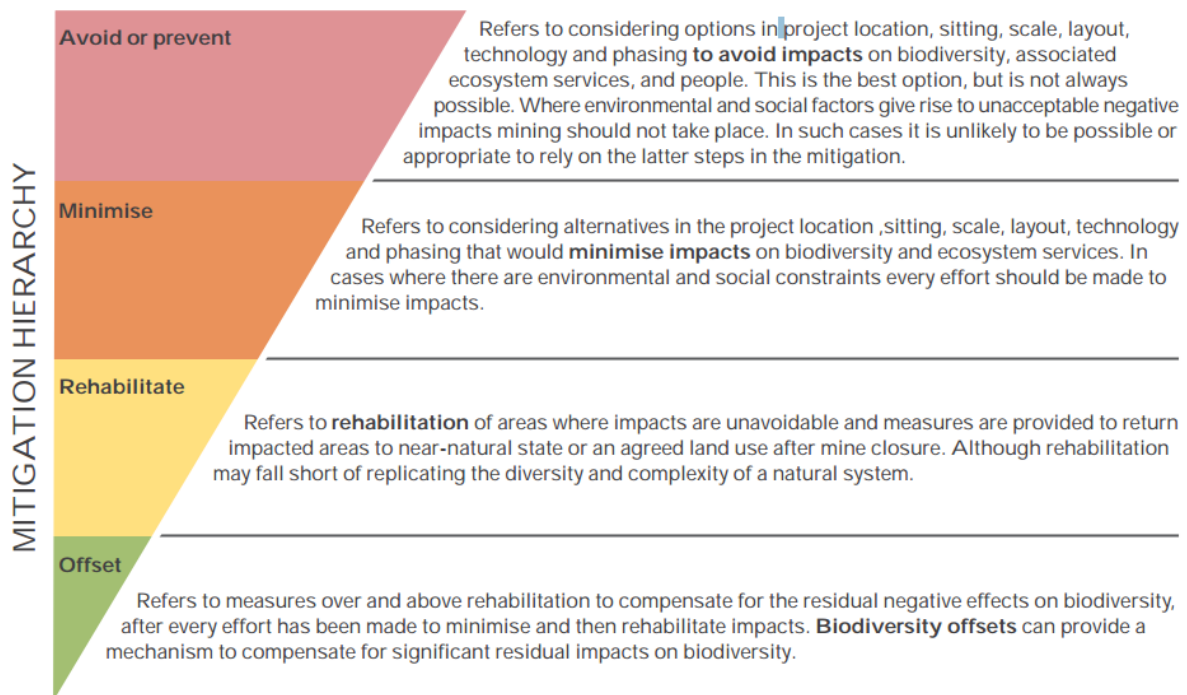 MITIGATION HIERARCHY
Avoid or prevent
Refers to considering options in project location, sitting, scale, layout,
technology and phasing to avoid impacts on biodiversity, associated
ecosystem services, and people. This is the best option, but is not always
possible. Where environmental and social factors give rise to unacceptable negative
impacts mining should not take place. In such cases it is unlikely to be possible or
appropriate to rely on the latter steps in the mitigation.
Minimise
Refers to considering alternatives in the project location ,sitting, scale, layout, technology
and phasing that would minimise impacts on biodiversity and ecosystem services. In
cases where there are environmental and social constraints every effort should be made to
minimise impacts.
Rehabilitate
Refers to rehabilitation of areas where impacts are unavoidable and measures are provided to return
impacted areas to near-natural state or an agreed land use after mine closure. Although rehabilitation
may fall short of replicating the diversity and complexity of a natural system.
Offset
Refers to measures over and above rehabilitation to compensate for the residual negative effects on biodiversity,
after every effort has been made to minimise and then rehabilitate impacts. Biodiversity offsets can provide a
mechanism to compensate for significant residual impacts on biodiversity.